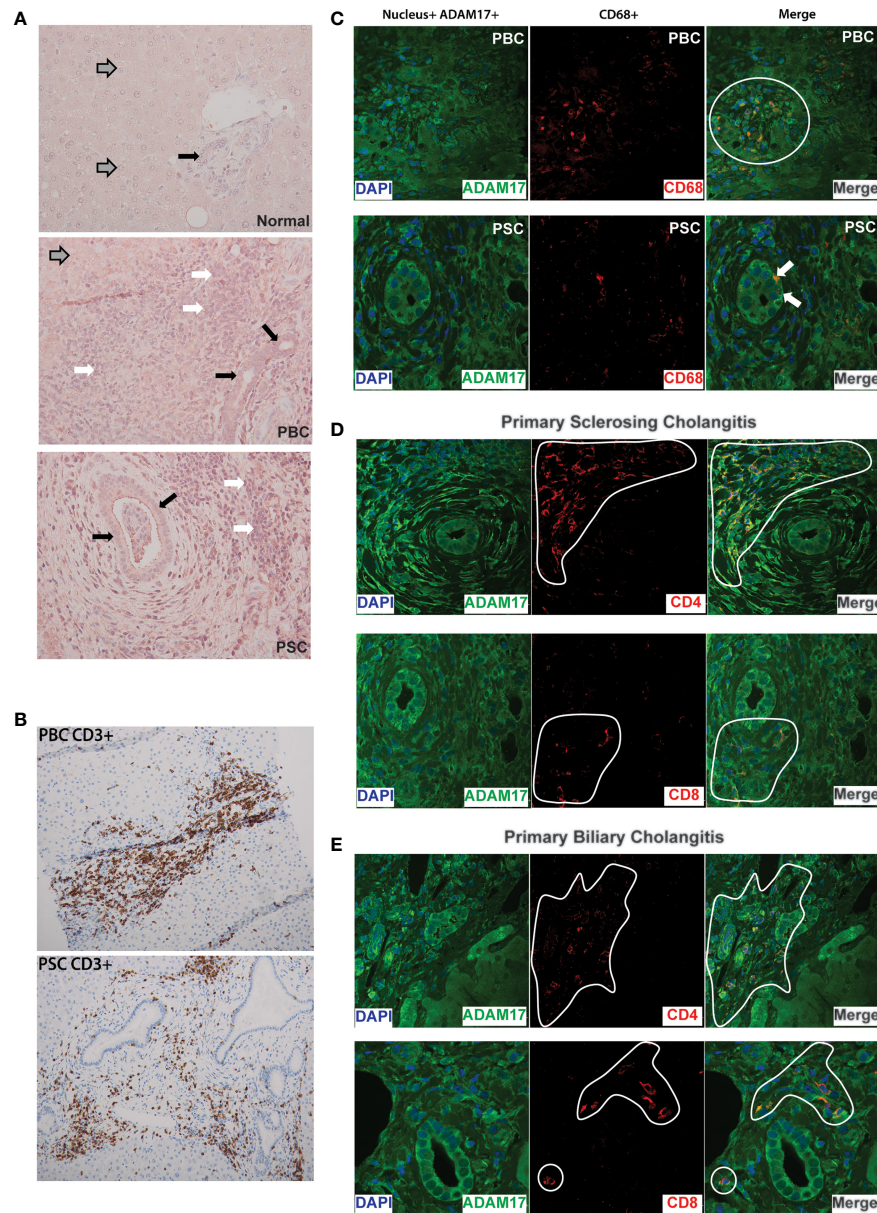 A
Normal
PBC
PSC
B
PBC CD3+
PSC CD3+
C
Nucleus+ ADAM17+
CD68+
Merge
PBC
PBC
DAPI
ADAM17
CD68
Merge
PSC
PSC
DAPI
ADAM17
CD68
Merge
D
Primary Sclerosing Cholangitis
DAPI
ADAM17
CD4
Merge
DAPI
ADAM17
CD8
Merge
E
Primary Biliary Cholangitis
DAPI
ADAM17
CD4
Merge
DAPI
ADAM17
CD8
Merge